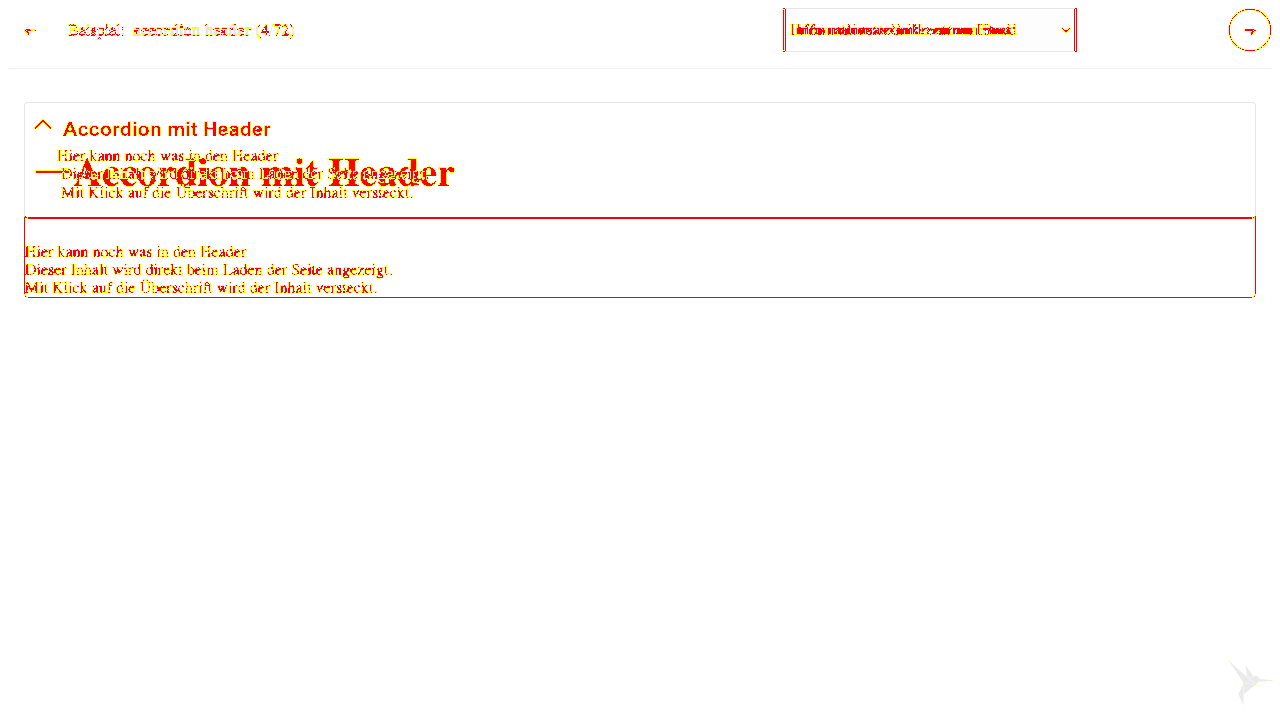 Beispiel: accordion header (4/72)
Accordion mit Header
Hier kann noch was in den Header
Accordion mit Header
Dieser Inhalt wird direkt beim Laden der Seite angezeigt.
Mit Klick auf die Überschrift wird der Inhalt versteckt.
Hier kann noch was in den Header
Dieser Inhalt wird direkt beim Laden der Seite angezeigt.
Mit Klick auf die Überschrift wird der Inhalt versteckt.